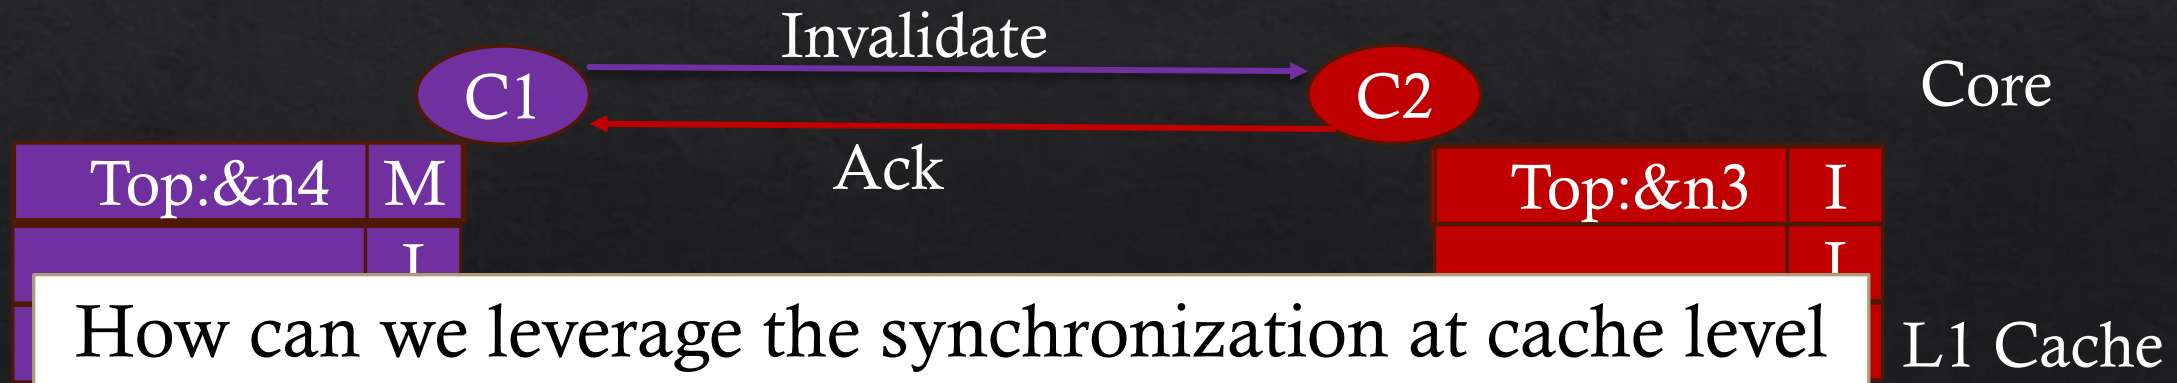 Invalidate
C1
C2
Core
Ack
Top:&n4 M
Top:&n3 I
I
I
How can we leverage the synchronization at cache level
L1 Cache